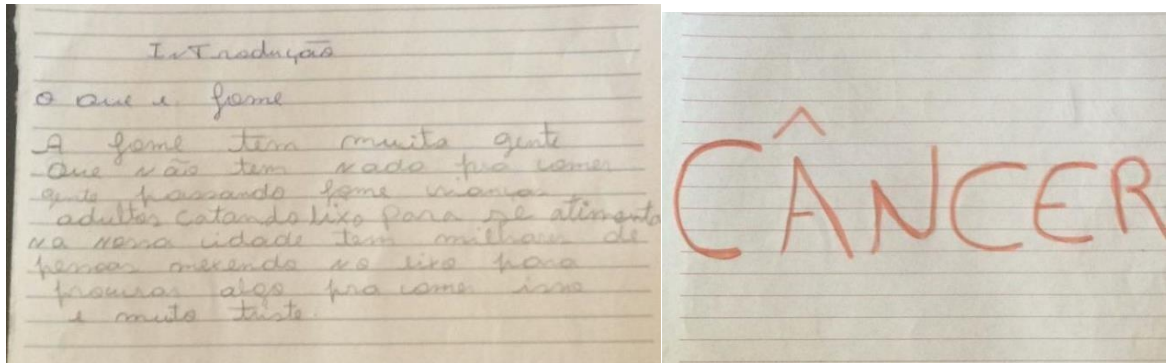 Introdução
O que e fome
A fome tem muita gente
que não tem nada pra comer
gente passando fome crianças
adultos catando lixo para se alimenta
na nossa cidade tem milhares de
pessoas mexendo no lixo para
procurar algo pra comer isso
e muito triste.
CÂNCER